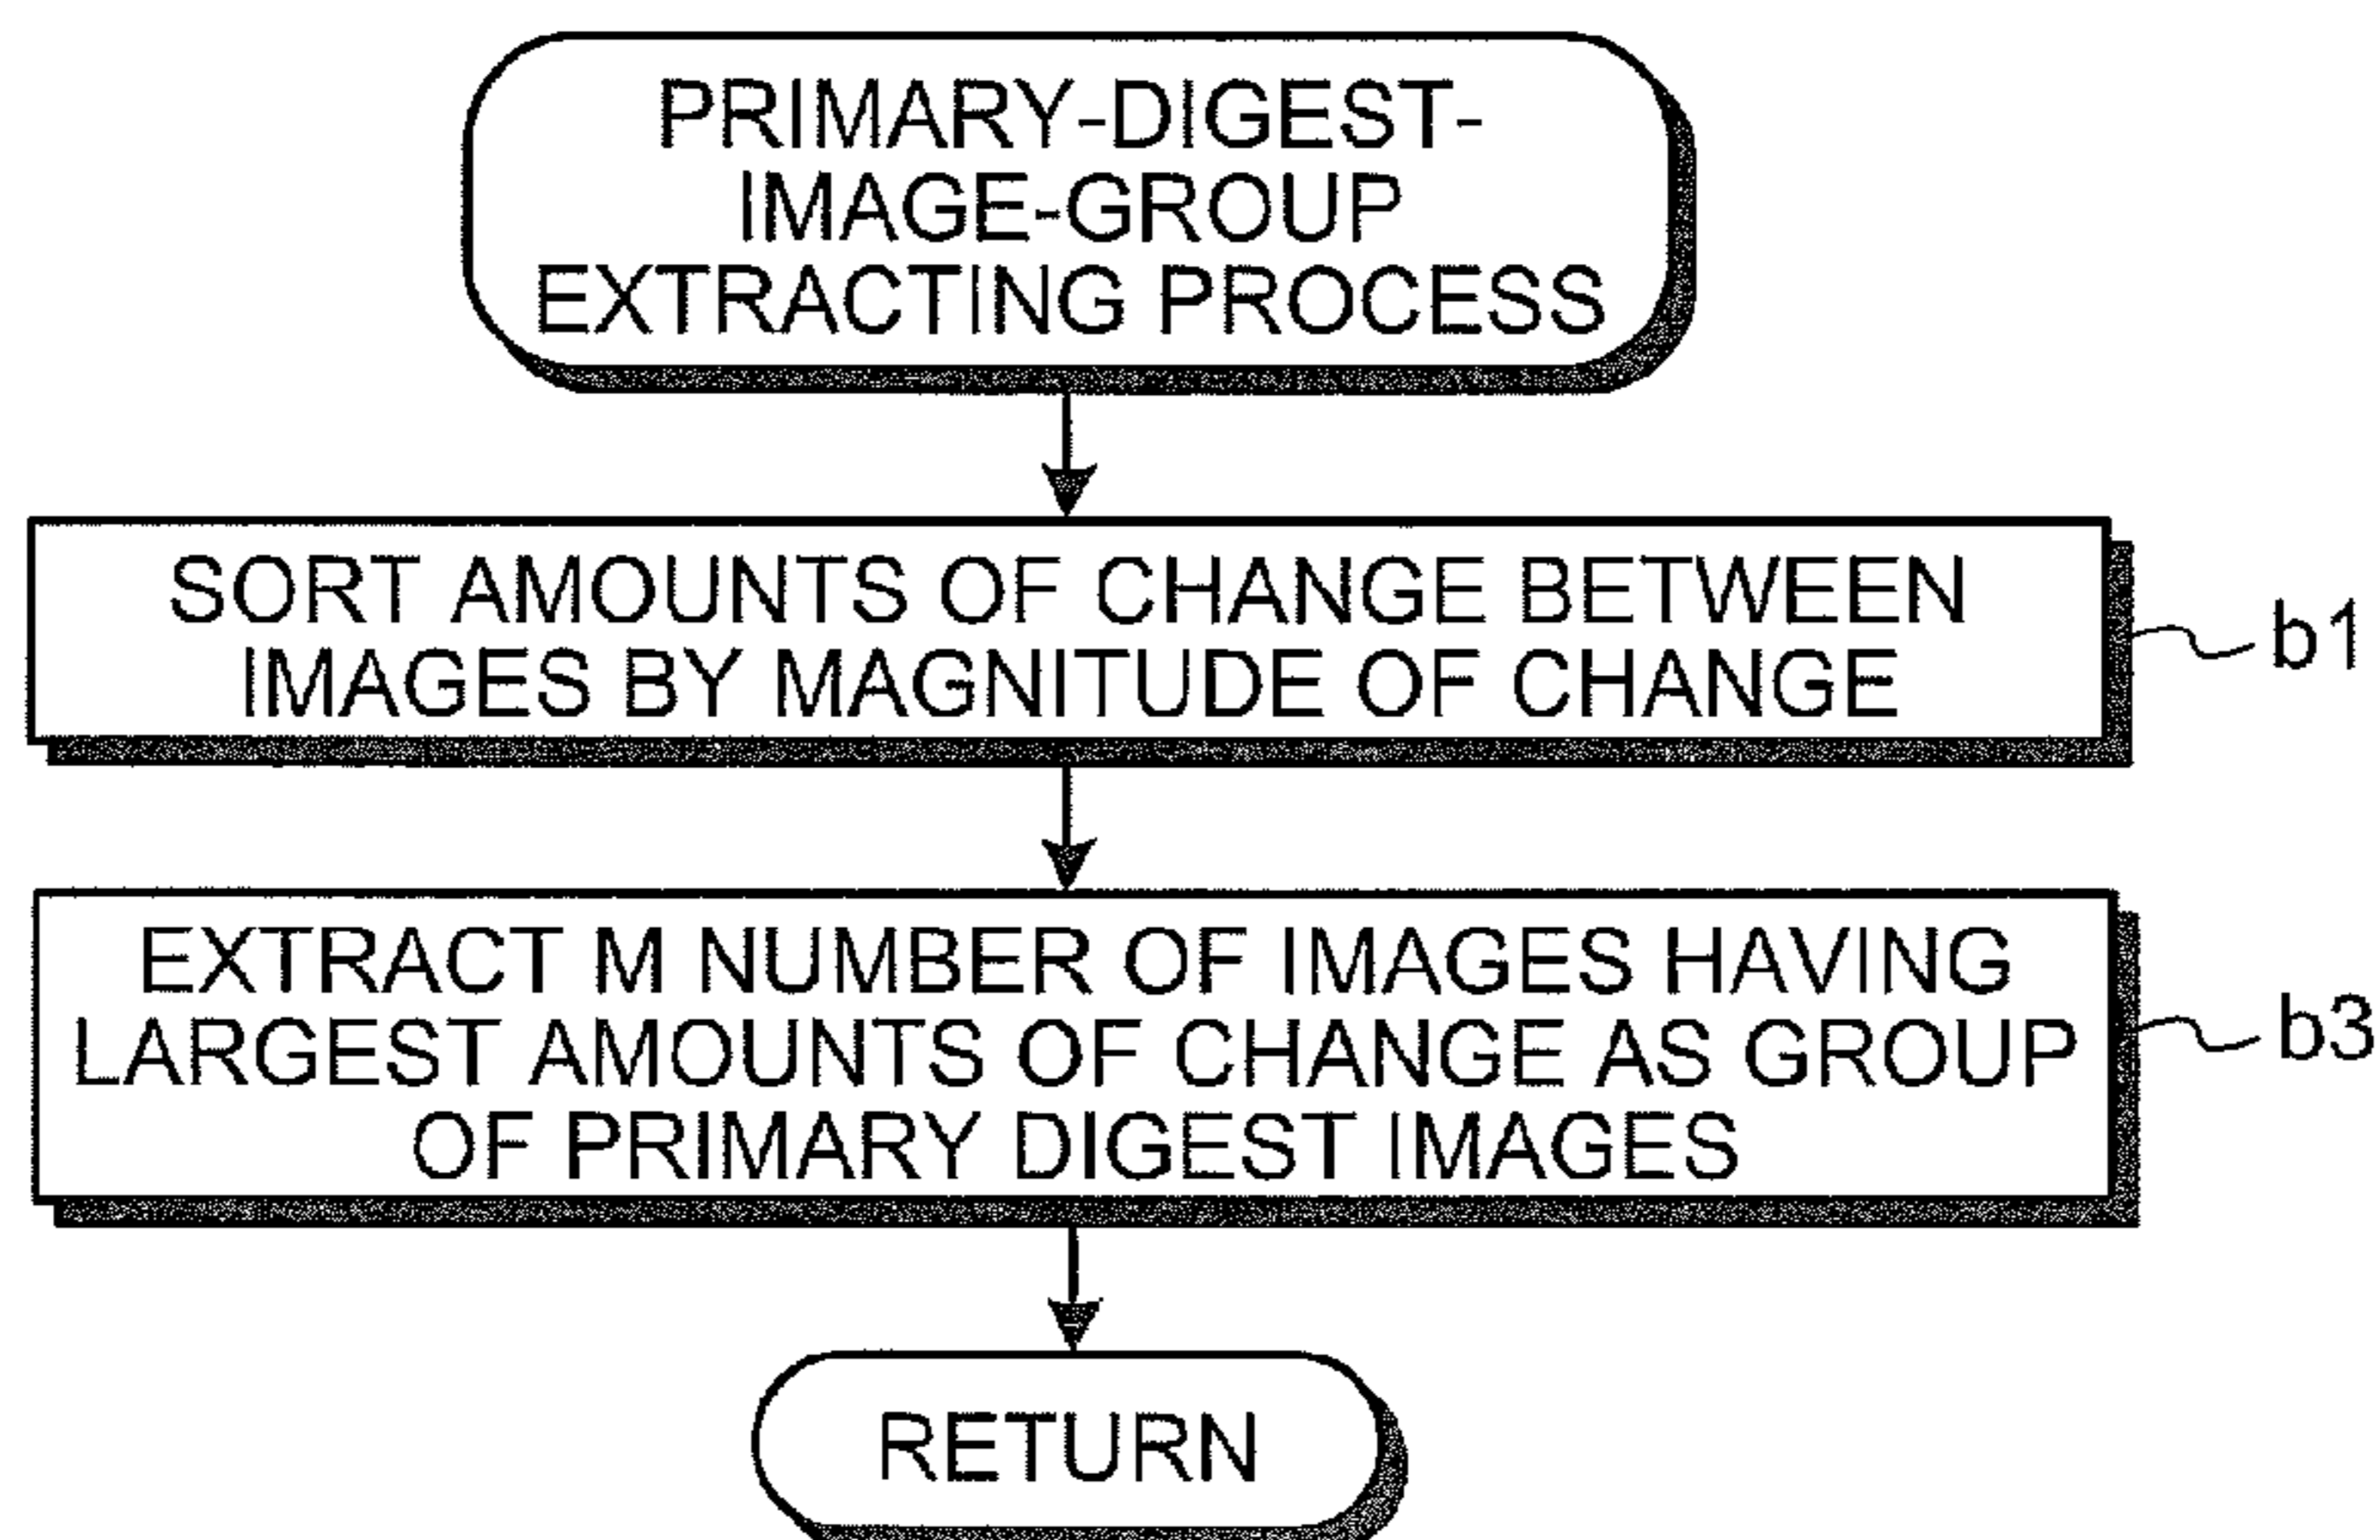 PRIMARY-DIGEST-
IMAGE-GROUP
EXTRACTING PROCESS
SORT AMOUNTS OF CHANGE BETWEEN
IMAGES BY MAGNITUDE OF CHANGE
b1
EXTRACT M NUMBER OF IMAGES HAVING
LARGEST AMOUNTS OF CHANGE AS GROUP
OF PRIMARY DIGEST IMAGES
b3
RETURN